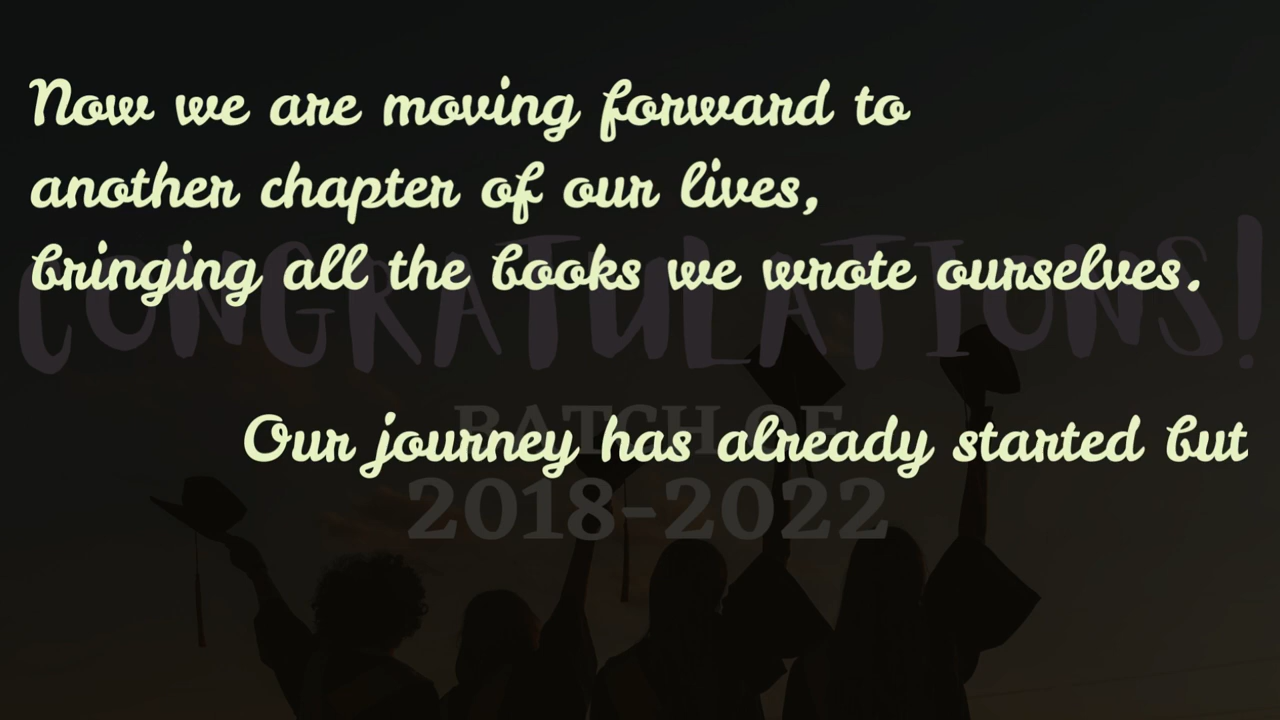 Now we are moving forward to
another chapter of our lives,
bringing all the books we wrote ourselves.
CONGRATULATIONS!
Our journey has already started but
BATCH OF
2018-2022